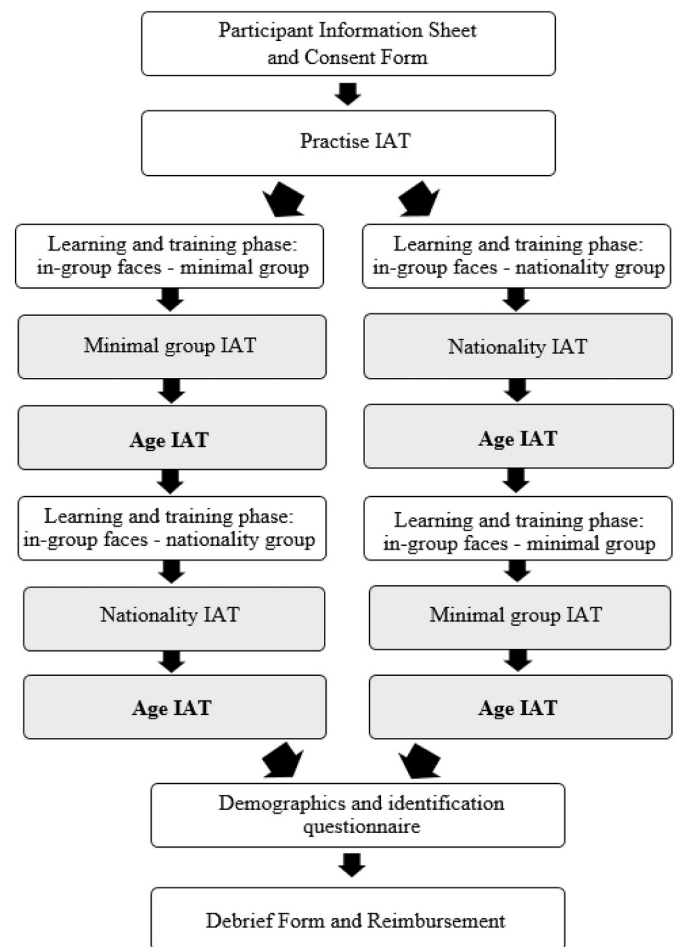 Participant Information Sheet
and Consent Form
Practise IAT
Learning and training phase:
in-group faces - minimal group
Minimal group IAT
Age IAT
Learning and training phase:
in-group faces - nationality group
Nationality IAT
Age IAT
Learning and training phase:
in-group faces - nationality group
Nationality IAT
Age IAT
Learning and training phase:
in-group faces - minimal group
Minimal group IAT
Age IAT
Demographics and identification
questionnaire
Debrief Form and Reimbursement